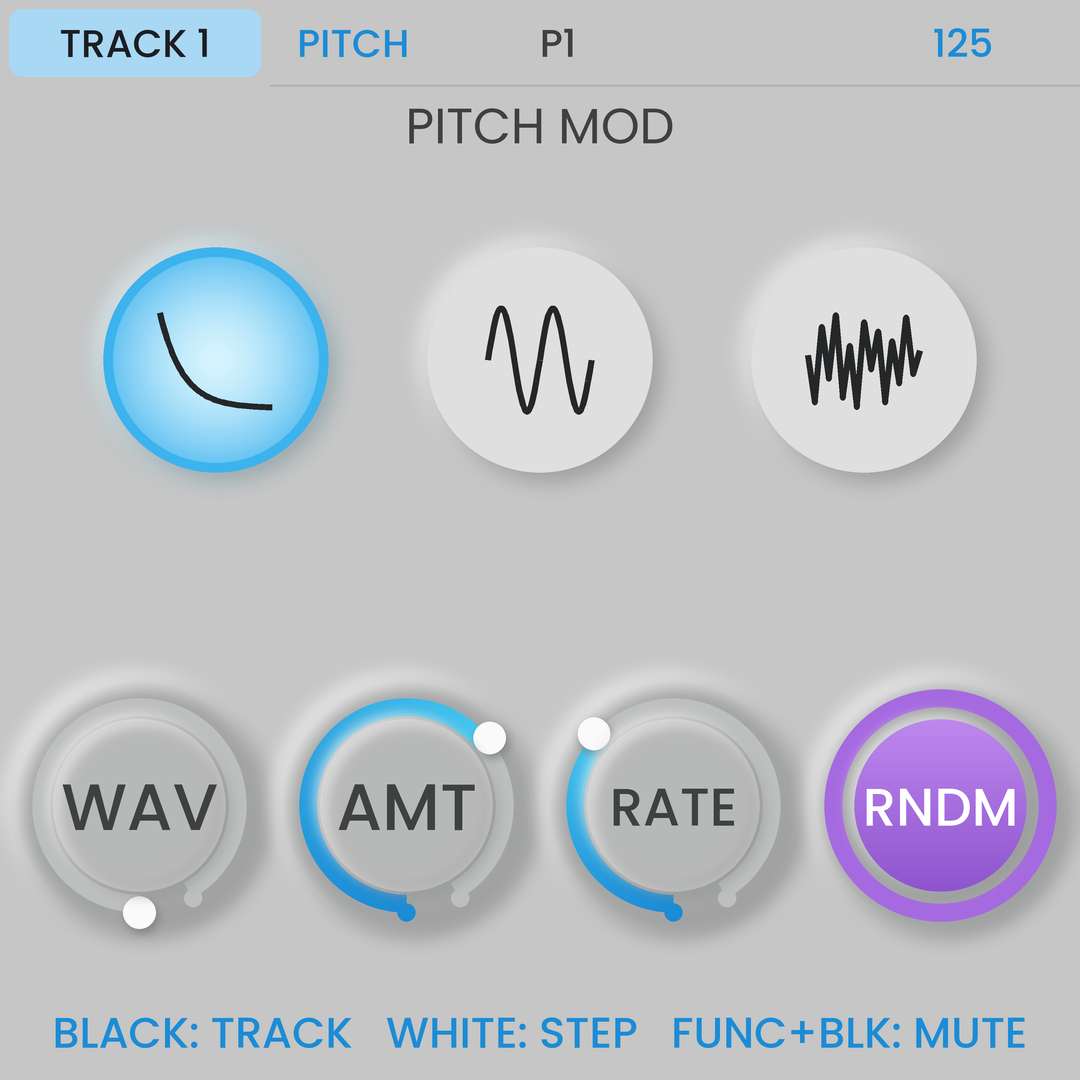 TRACK 1 PITCH P1 125
PITCH MOD
WAV AMT RATE RNDM
BLACK: TRACK WHITE: STEP FUNC+BLK: MUTE